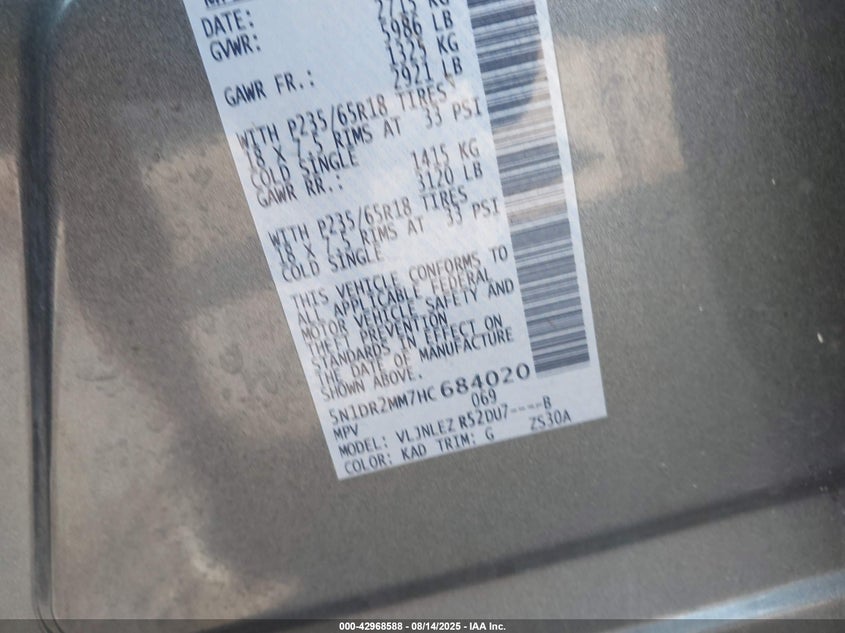 DATE: 2715 KG
GVWR: 5986 LB
1325 KG
GAWR FR.: 2921 LB
WITH P235/65R18 TIRES
18 X 7.5 RIMS AT 33 PSI
COLD SINGLE
GAWR RR.: 1415 KG
3120 LB
WITH P235/65R18 TIRES
18 X 7.5 RIMS AT 33 PSI
COLD SINGLE
THIS VEHICLE CONFORMS TO
ALL APPLICABLE FEDERAL
MOTOR VEHICLE SAFETY AND
THEFT PREVENTION
STANDARDS IN EFFECT ON
THE DATE OF MANUFACTURE
SHOWN ABOVE.
5N1DR2MM7HC684020
MPV 069
MODEL: VLJNLEZ R52DU7----B
COLOR: KAD TRIM: G ZS30A
000-42968588 - 08/14/2025 - IAA Inc.